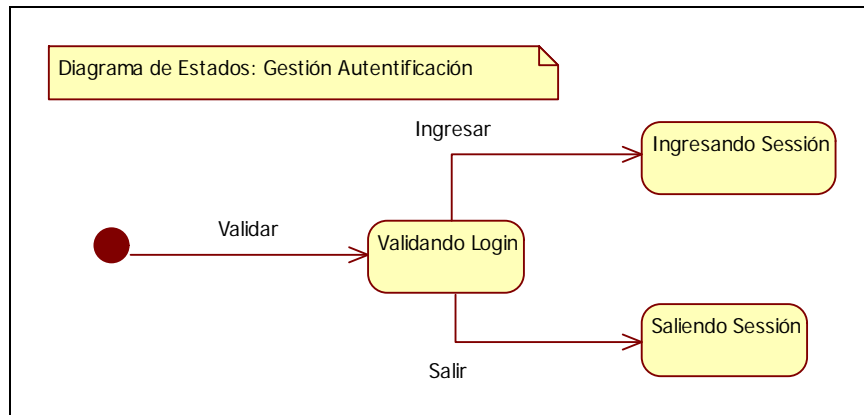 Diagrama de Estados: Gestión Autentificación
Ingresar
Ingresando Sessión
Validar
Validando Login
Saliendo Sessión
Salir